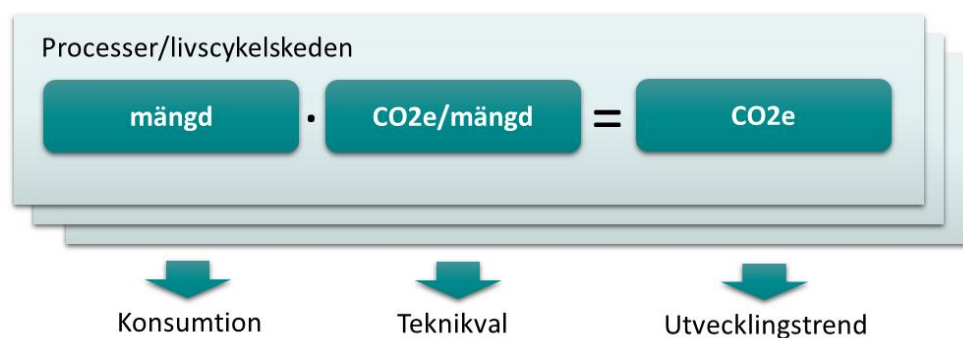 Processer/livscykelskeden
mängd · CO2e/mängd = CO2e
Konsumtion Teknikval Utvecklingstrend